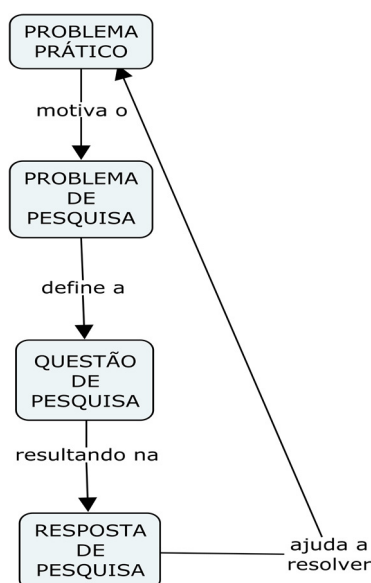 PROBLEMA
PRÁTICO
motiva o
PROBLEMA
DE
PESQUISA
define a
QUESTÃO
DE
PESQUISA
resultando na
RESPOSTA
DE
PESQUISA
ajuda a
resolver